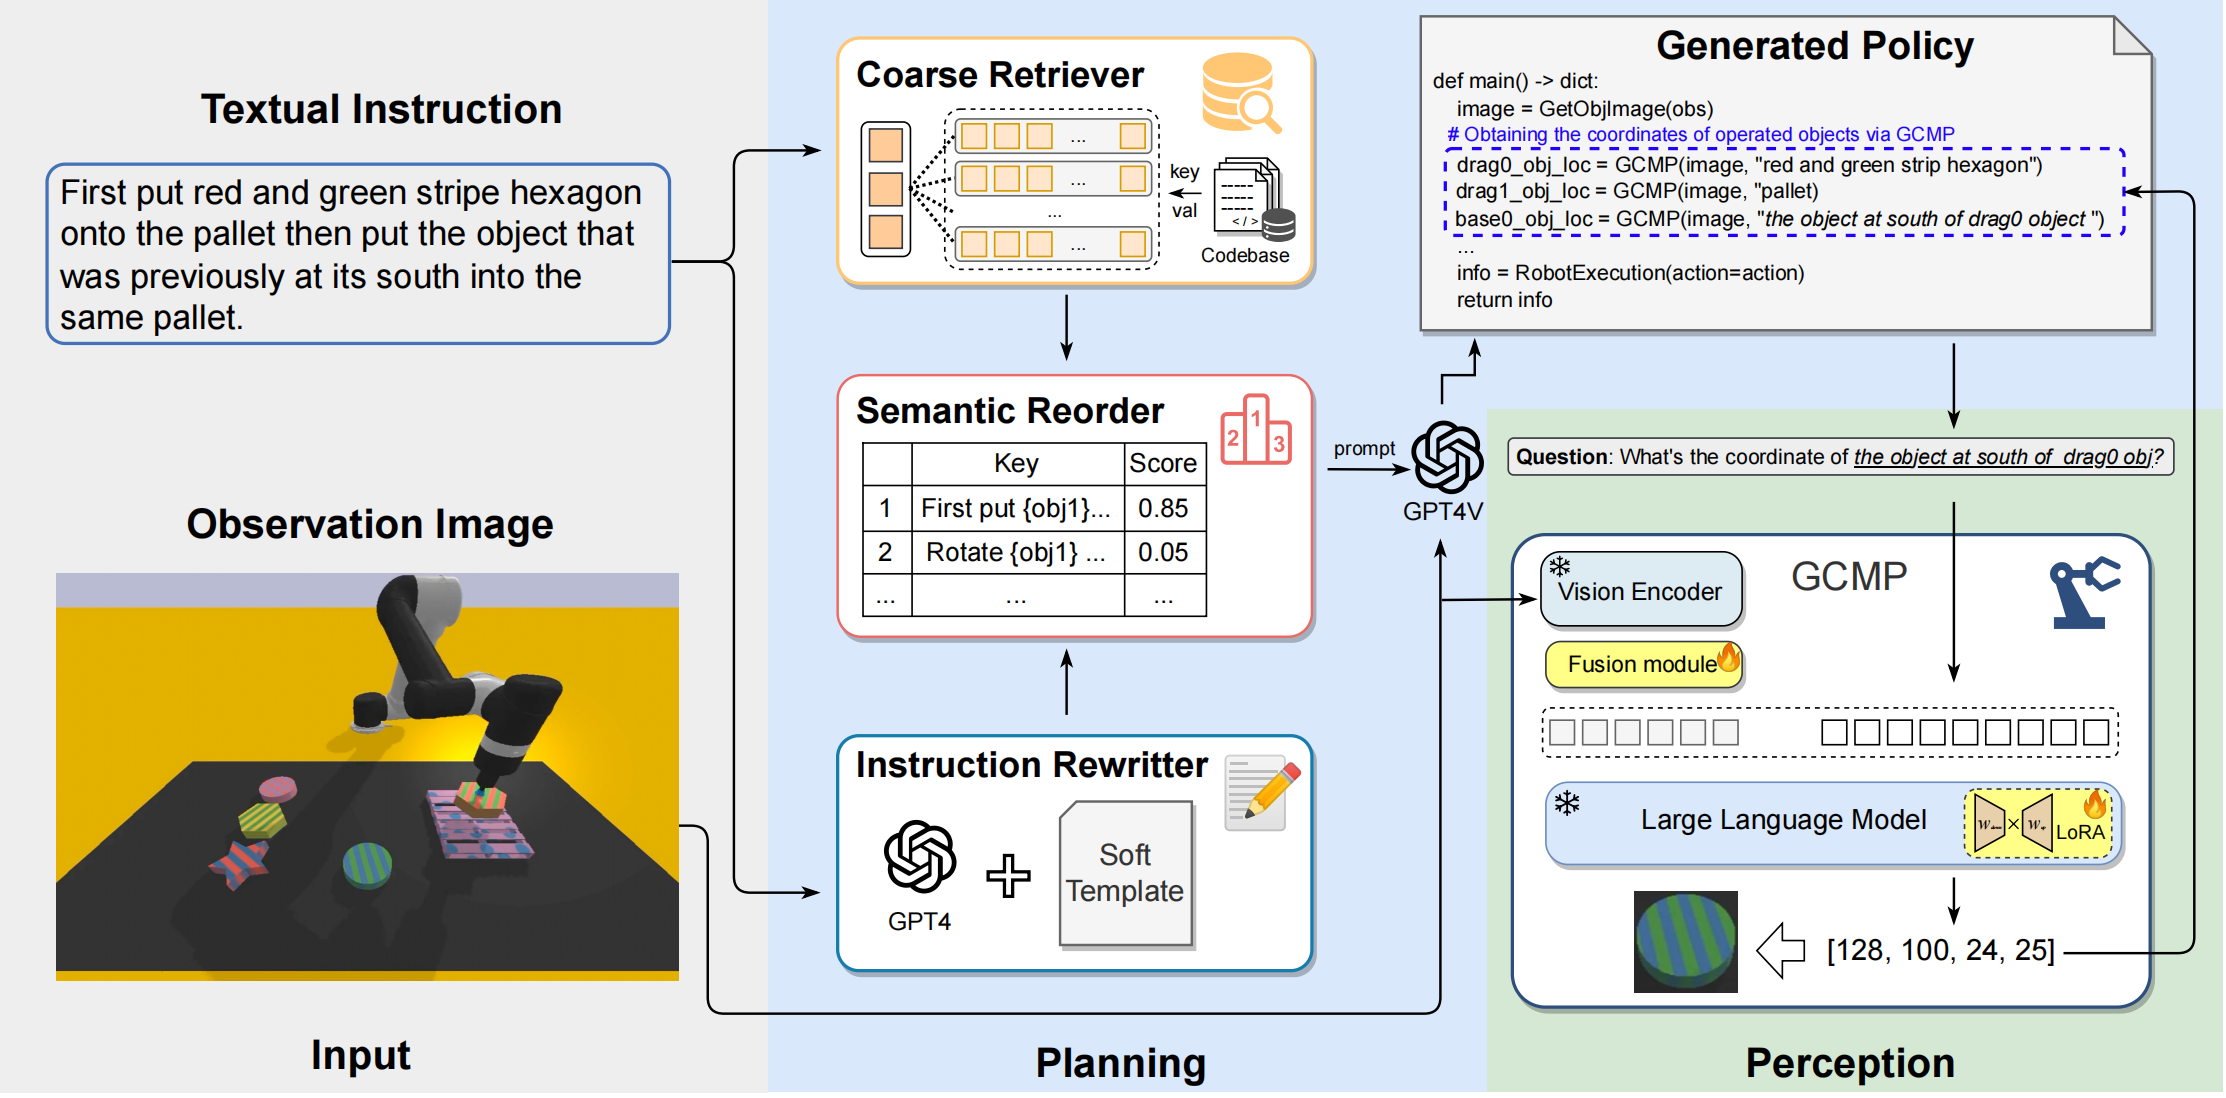 Textual Instruction
First put red and green stripe hexagon
onto the pallet then put the object that
was previously at its south into the
same pallet.
Observation Image
Input
Coarse Retriever
...
...
...
...
key
val
</>
Codebase
Semantic Reorder
2 1 3
Key Score
1 First put {obj1}... 0.85
2 Rotate {obj1} ... 0.05
... ... ...
Instruction Rewritter
GPT4
Soft
Template
Planning
prompt
GPT4V
Generated Policy
def main() -> dict:
image = GetObjImage(obs)
# Obtaining the coordinates of operated objects via GCMP
drag0_obj_loc = GCMP(image, "red and green strip hexagon")
drag1_obj_loc = GCMP(image, "pallet)
base0_obj_loc = GCMP(image, "the object at south of drag0 object ")
...
info = RobotExecution(action=action)
return info
Question: What's the coordinate of the object at south of drag0 obj?
GCMP
Vision Encoder
Fusion module
Large Language Model
LoRA
[128, 100, 24, 25]
Perception